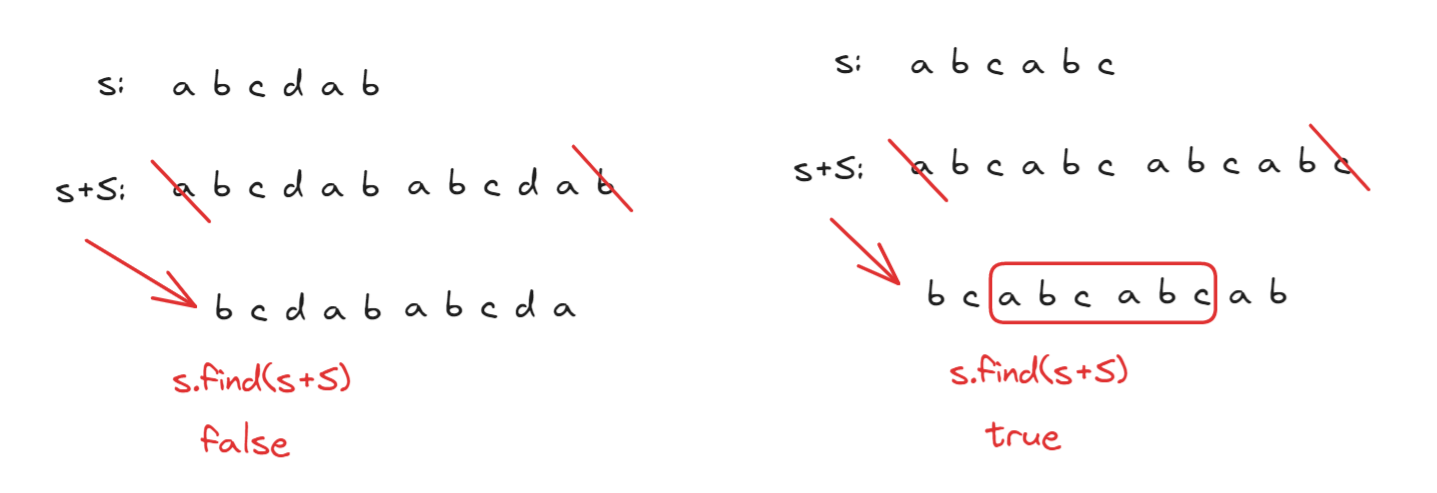 s: a b c d a b
s+s: a b c d a b a b c d a b
b c d a b a b c d a
s.find(s+s)
false
s: a b c a b c
s+s: a b c a b c a b c a b c
b c a b c a b c a b
s.find(s+s)
true